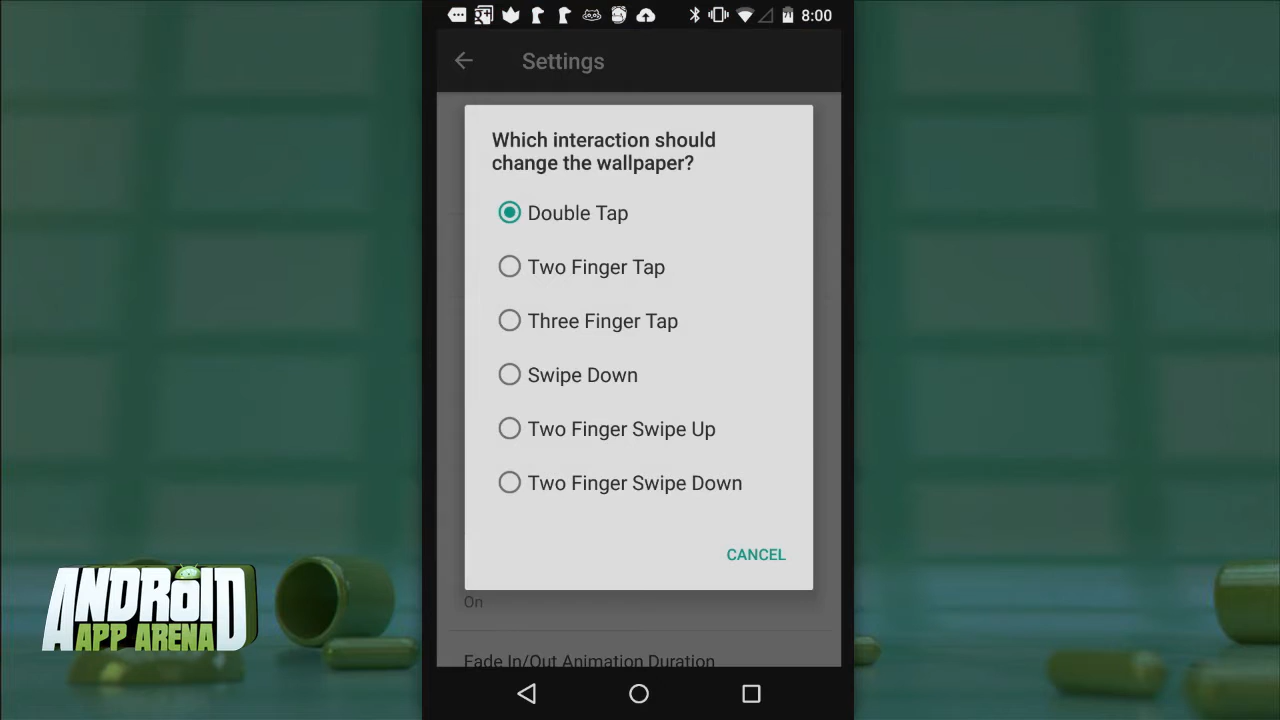 8:00
Settings
Which interaction should
change the wallpaper?
Double Tap
Two Finger Tap
Three Finger Tap
Swipe Down
Two Finger Swipe Up
Two Finger Swipe Down
CANCEL
On
Fade In/Out Animation Duration
ANDROID
APP ARENA